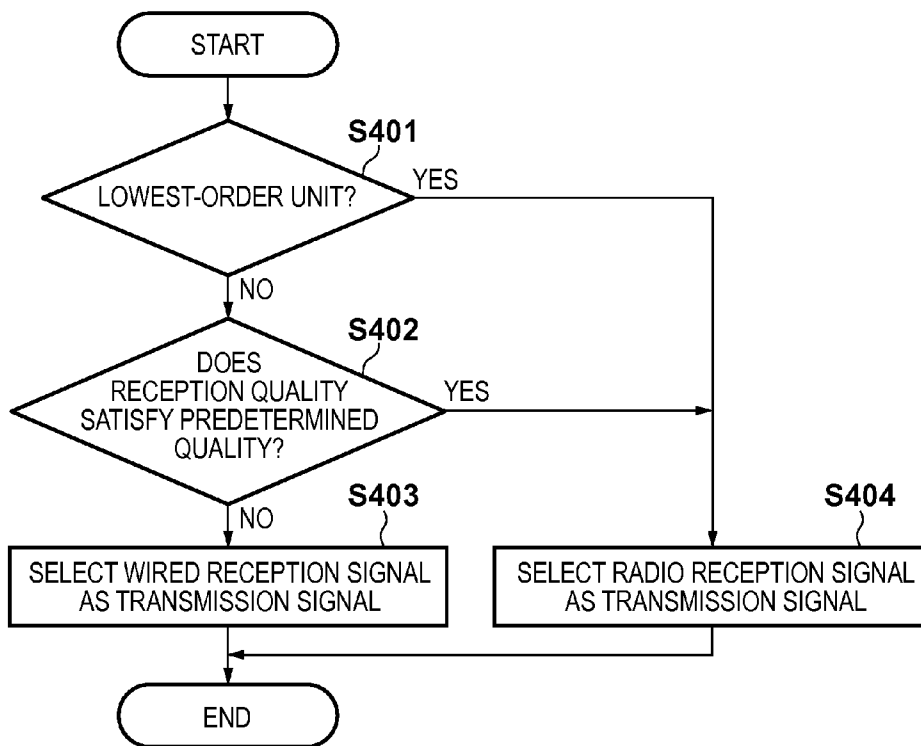 START
S401
LOWEST-ORDER UNIT?
YES
NO
S402
DOES
RECEPTION QUALITY
SATISFY PREDETERMINED
QUALITY?
YES
NO
S403
SELECT WIRED RECEPTION SIGNAL
AS TRANSMISSION SIGNAL
S404
SELECT RADIO RECEPTION SIGNAL
AS TRANSMISSION SIGNAL
END